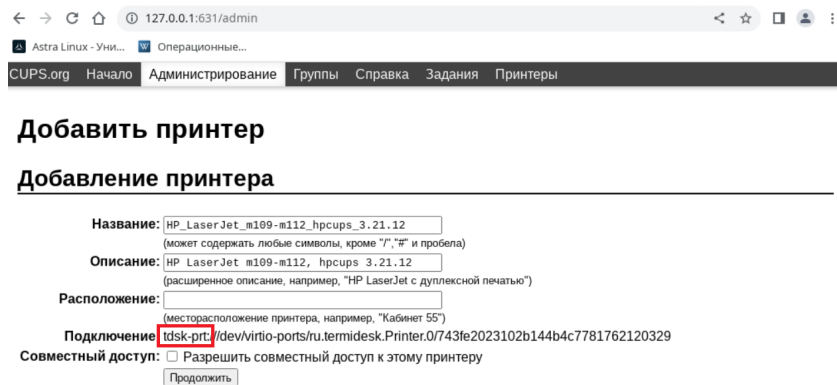 127.0.0.1:631/admin
Astra Linux - Уни... Операционные...
CUPS.org Начало Администрирование Группы Справка Задания Принтеры
Добавить принтер
Добавление принтера
Название: HP_LaserJet_m109-m112_hpcups_3.21.12
(может содержать любые символы, кроме "/","#" и пробела)
Описание: HP LaserJet m109-m112, hpcups 3.21.12
(расширенное описание, например, "HP LaserJet с дуплексной печатью")
Расположение:
(месторасположение принтера, например, "Кабинет 55")
Подключение: tdsk-prt://dev/virtio-ports/ru.termidesk.Printer.0/743fe2023102b144b4c7781762120329
Совместный доступ: Разрешить совместный доступ к этому принтеру
Продолжить